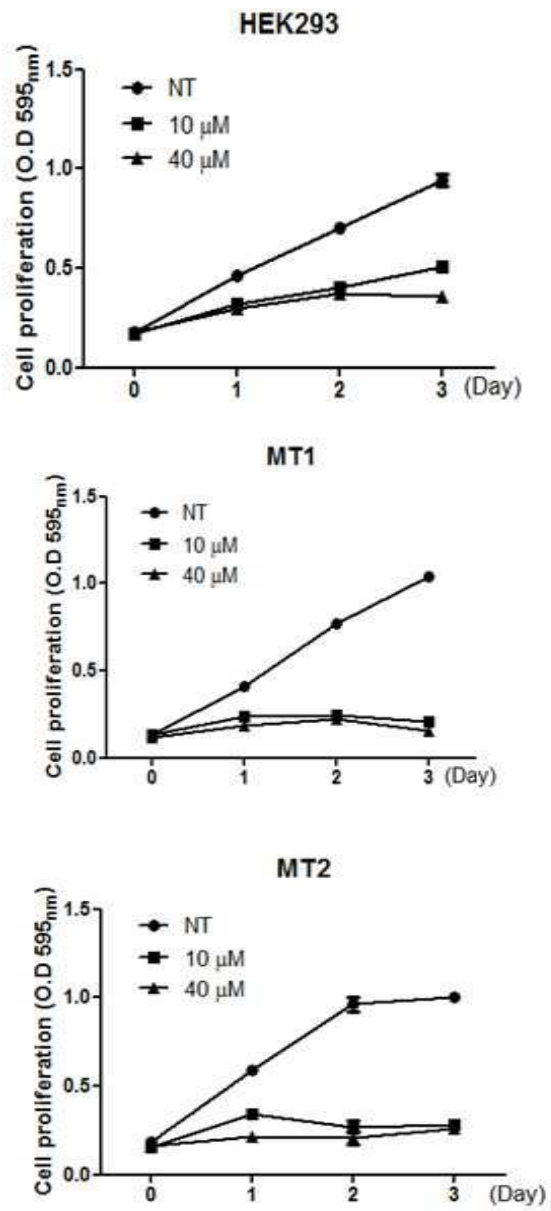 HEK293
Cell proliferation (O.D 595nm)
1.5
1.0
0.5
0.0
NT
10 μM
40 μM
0 1 2 3 (Day)
MT1
Cell proliferation (O.D 595nm)
1.5
1.0
0.5
0.0
NT
10 μM
40 μM
0 1 2 3 (Day)
MT2
Cell proliferation (O.D 595nm)
1.5
1.0
0.5
0.0
NT
10 μM
40 μM
0 1 2 3 (Day)